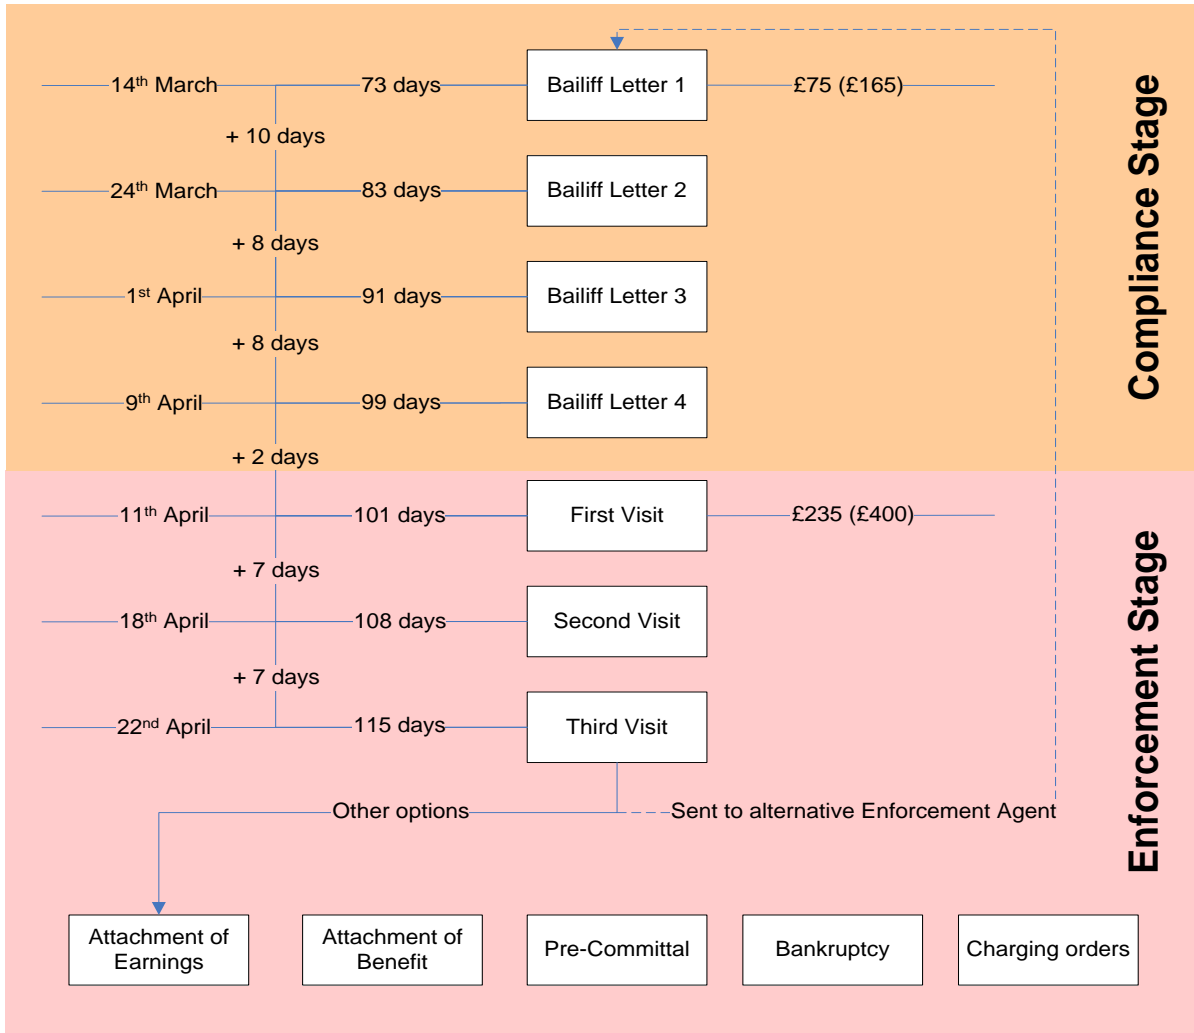 14th March 73 days Bailiff Letter 1 £75 (£165)
+ 10 days
24th March 83 days Bailiff Letter 2
+ 8 days
1st April 91 days Bailiff Letter 3
+ 8 days
9th April 99 days Bailiff Letter 4
+ 2 days
Compliance Stage
11th April 101 days First Visit £235 (£400)
+ 7 days
18th April 108 days Second Visit
+ 7 days
22nd April 115 days Third Visit
Other options
Sent to alternative Enforcement Agent
Enforcement Stage
Attachment of
Earnings
Attachment of
Benefit
Pre-Committal
Bankruptcy
Charging orders